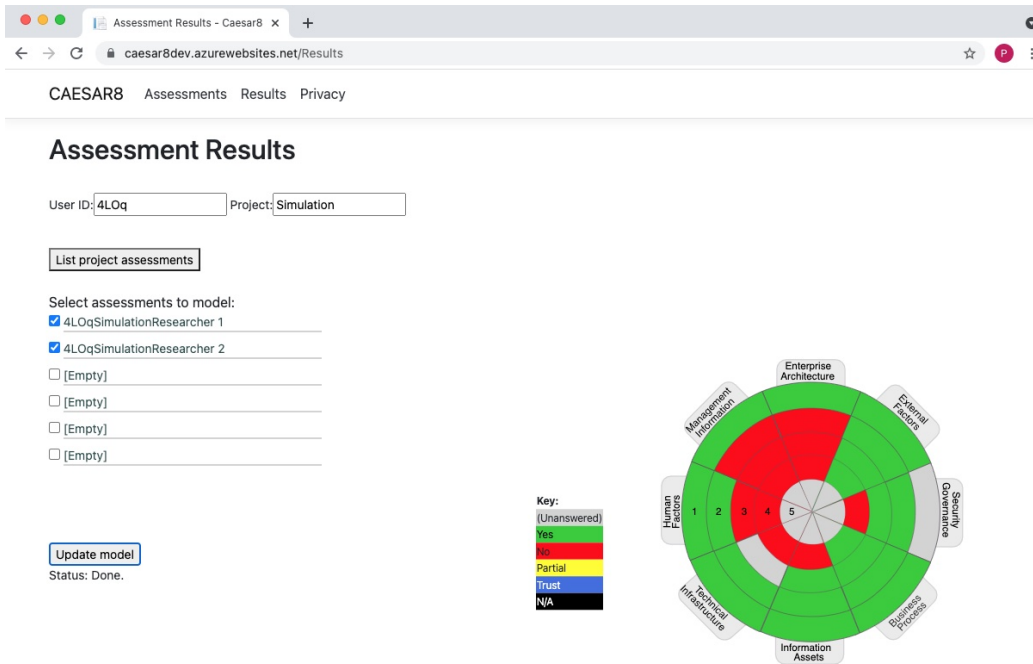 Assessment Results - Caesar8
caesar8dev.azurewebsites.net/Results
P
CAESAR8 Assessments Results Privacy
Assessment Results
User ID: 4LOq Project: Simulation
List project assessments
Select assessments to model:
4LOqSimulationResearcher 1
4LOqSimulationResearcher 2
[Empty]
[Empty]
[Empty]
[Empty]
Update model
Status: Done.
Key:
(Unanswered)
Yes
No
Partial
Trust
N/A
Enterprise
Architecture
External
Factors
Security
Governance
Business
Process
Information
Assets
Technical
Infrastructure
Human
Factors
Management
Information
1 2 3 4 5